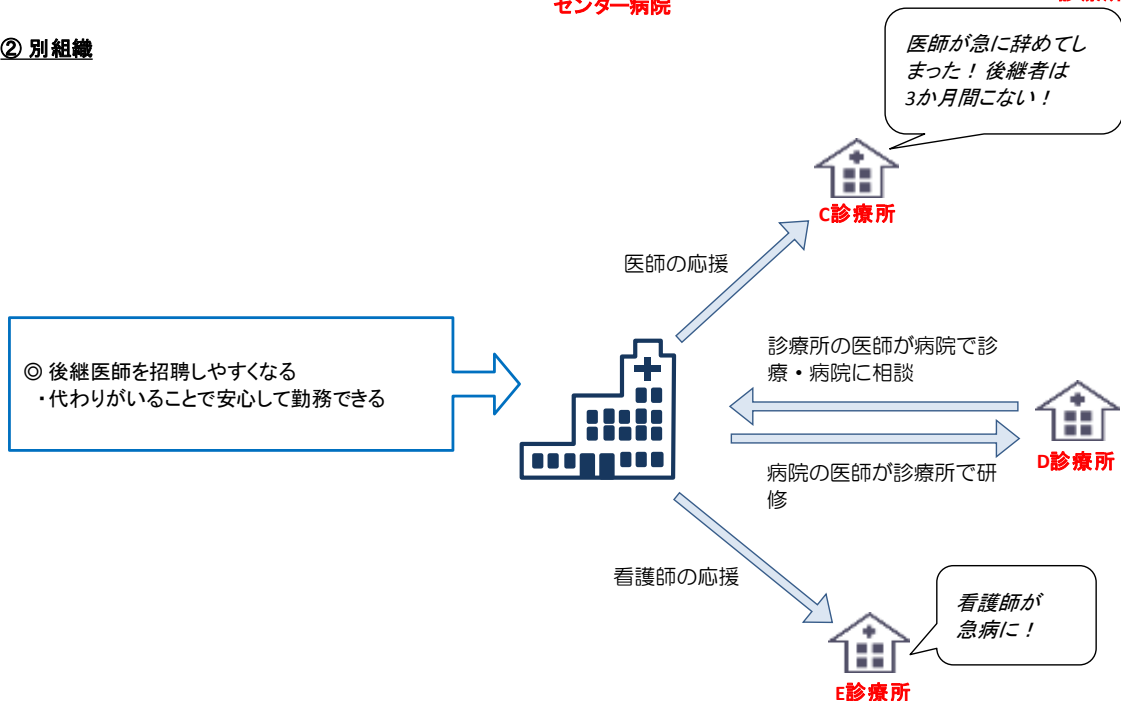 センター病院
② 別組織
医師が急に辞めてし
まった！ 後継者は
3か月間こない！
C診療所
医師の応援
◎ 後継医師を招聘しやすくなる
・代わりがいることで安心して勤務できる
診療所の医師が病院で診
療・病院に相談
D診療所
病院の医師が診療所で研
修
看護師の応援
看護師が
急病に！
E診療所